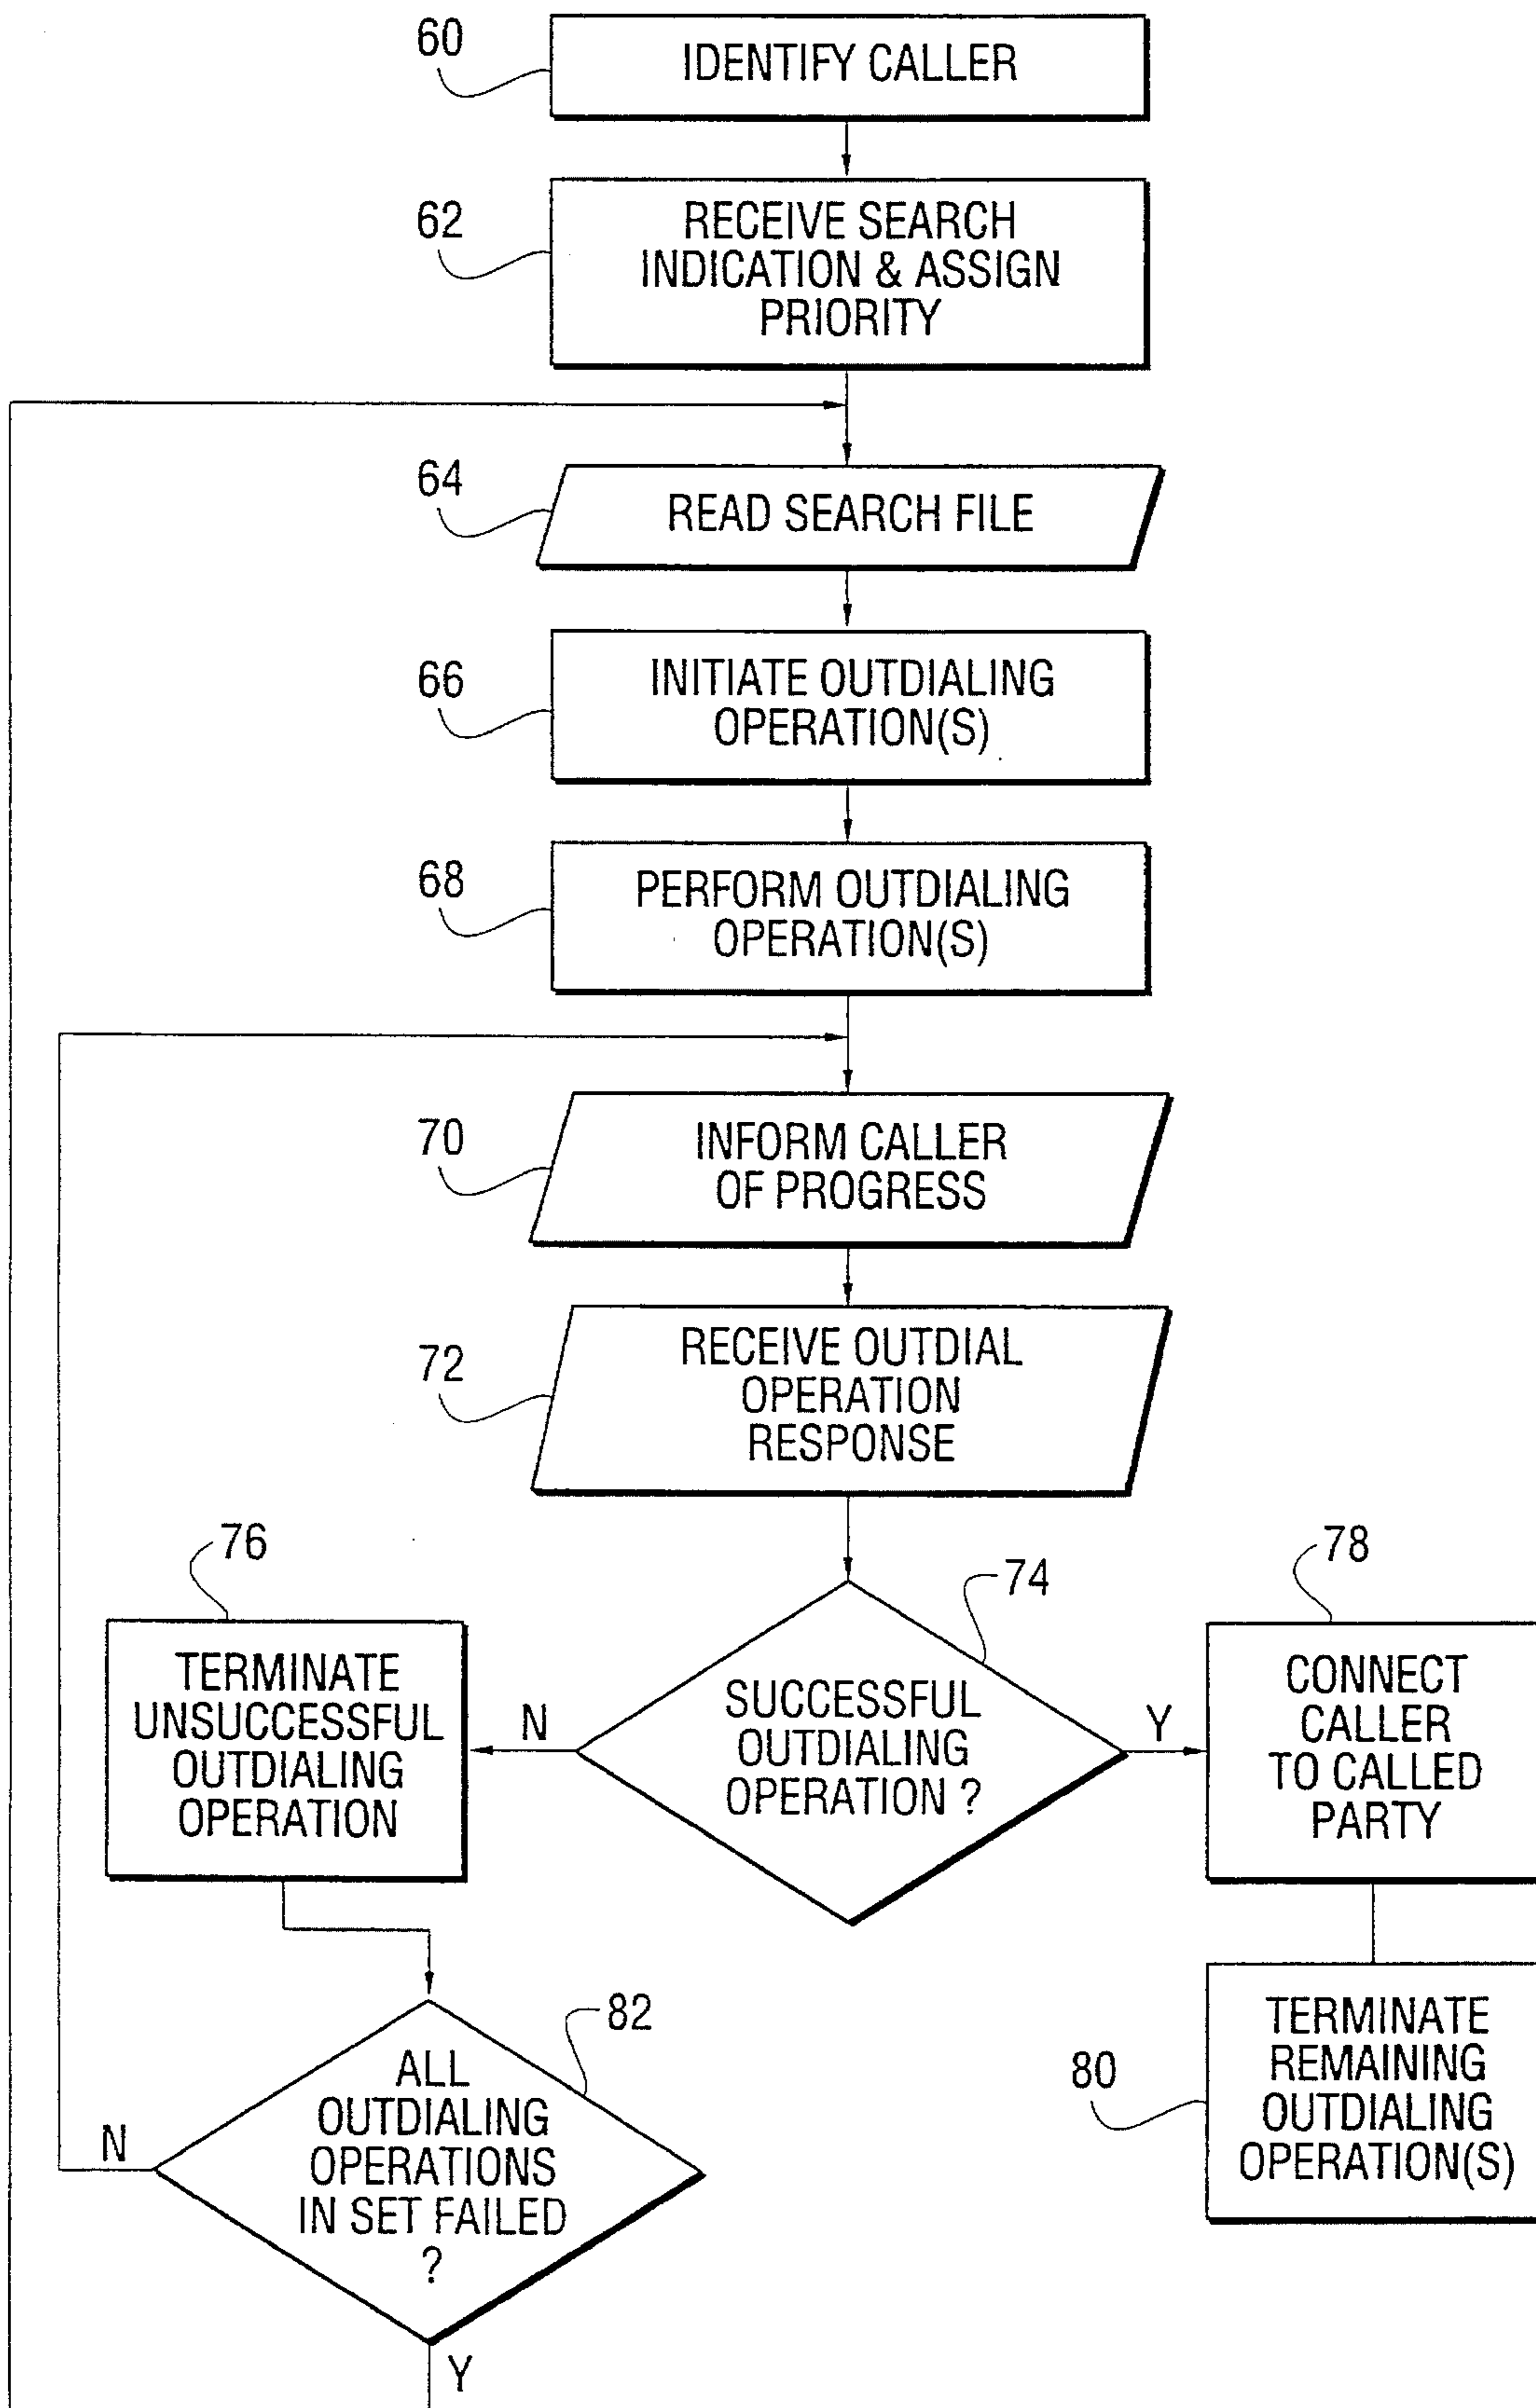 60
IDENTIFY CALLER
62
RECEIVE SEARCH
INDICATION & ASSIGN
PRIORITY
64
READ SEARCH FILE
66
INITIATE OUTDIALING
OPERATION(S)
68
PERFORM OUTDIALING
OPERATION(S)
70
INFORM CALLER
OF PROGRESS
72
RECEIVE OUTDIAL
OPERATION
RESPONSE
74
SUCCESSFUL
OUTDIALING
OPERATION ?
N
Y
76
TERMINATE
UNSUCCESSFUL
OUTDIALING
OPERATION
78
CONNECT
CALLER
TO CALLED
PARTY
80
TERMINATE
REMAINING
OUTDIALING
OPERATION(S)
82
ALL
OUTDIALING
OPERATIONS
IN SET FAILED
?
N
Y